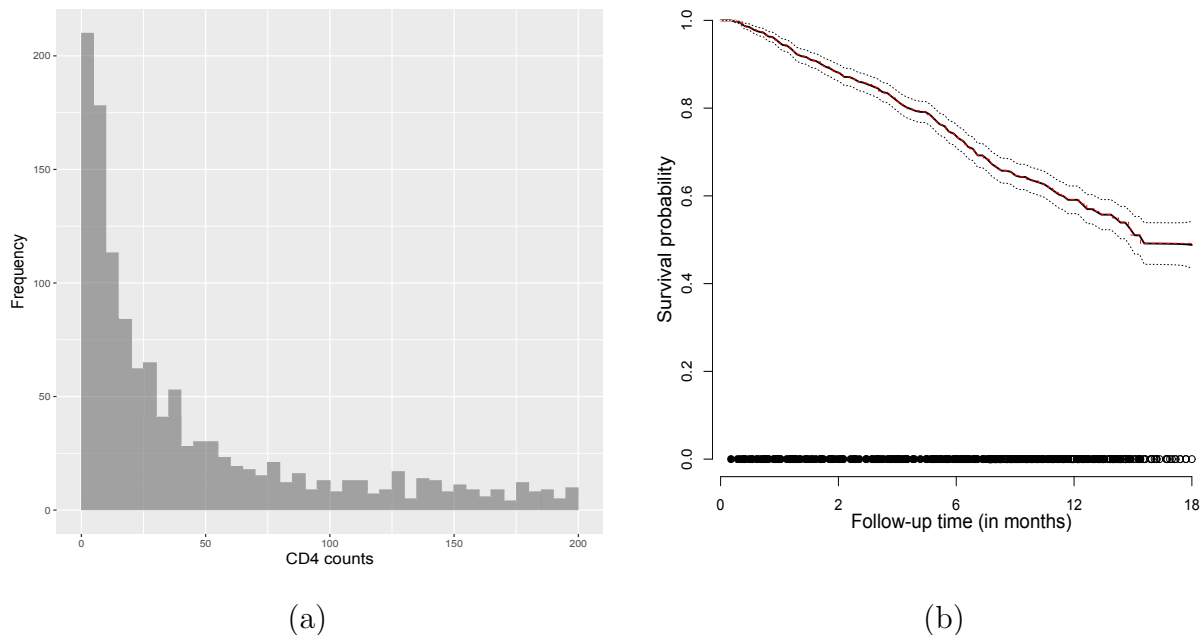 200
150
100
50
0
Frequency
0 50 100 150 200
CD4 counts
(a)
1.0
0.8
0.6
0.4
0.2
0.0
Survival probability
0 2 6 12 18
Follow-up time (in months)
(b)